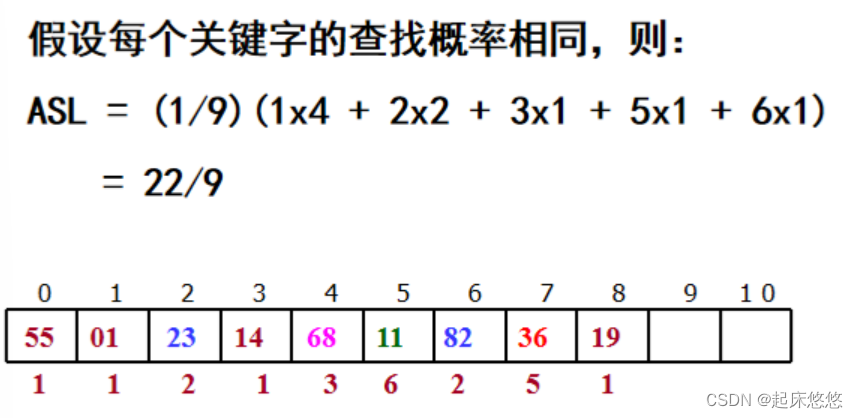 假设每个关键字的查找概率相同，则：
ASL = (1/9)(1x4 + 2x2 + 3x1 + 5x1 + 6x1)
= 22/9
0 1 2 3 4 5 6 7 8 9 10
55 01 23 14 68 11 82 36 19
1 1 2 1 3 6 2 5 1
CSDN @起床悠悠